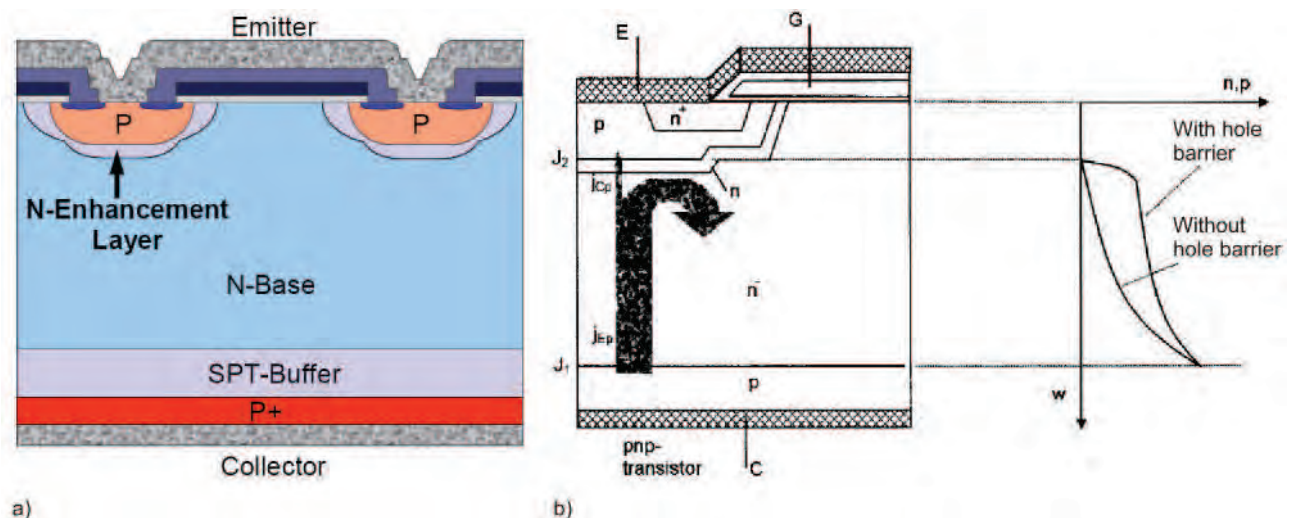 Emitter
P
P
N-Enhancement
Layer
N-Base
SPT-Buffer
P+
Collector
a)
E
G
n,p
p
n+
With hole
barrier
J2
jCp
n
Without
hole barrier
n-
jEp
J1
p
w
pnp-
transistor
C
b)